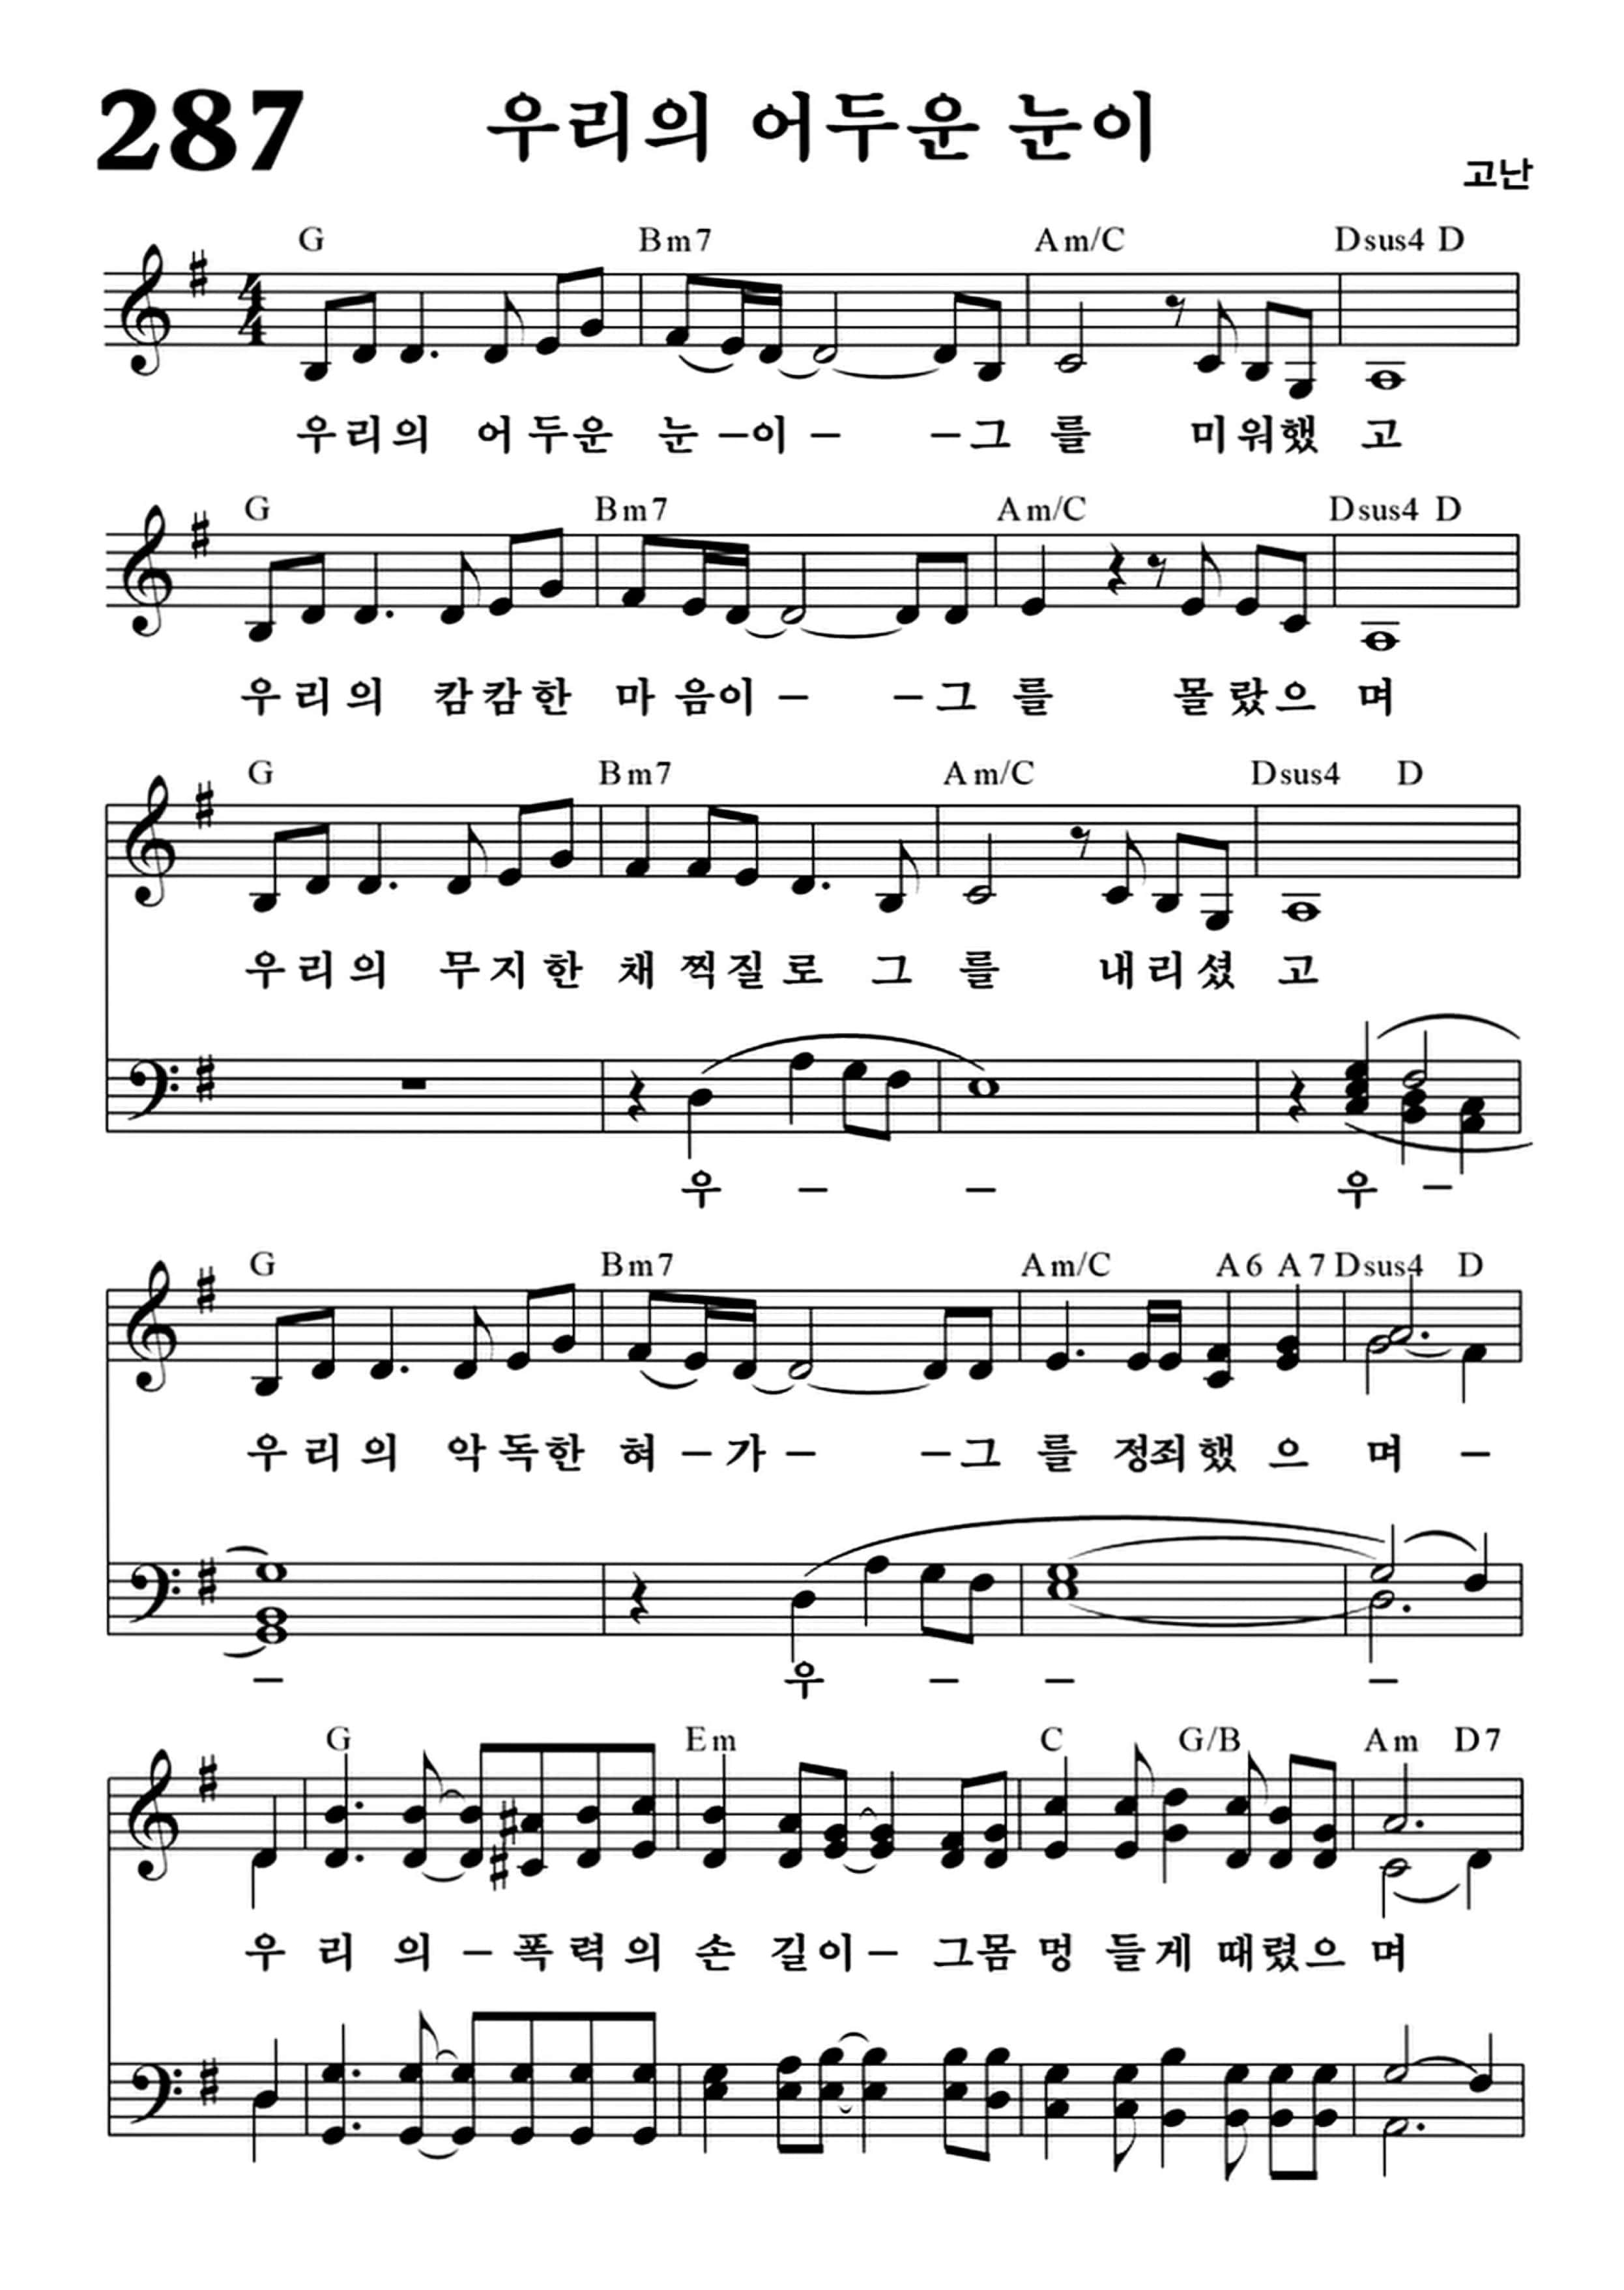 287 우리의 어두운 눈이
고난
G Bm7 Am/C Dsus4 D
4
4
우리의 어두운 눈 –이 – –그 를 미워했 고
G Bm7 Am/C Dsus4 D
우리의 캄캄한 마 음이 – –그 를 몰랐으 며
G Bm7 Am/C Dsus4 D
우리의 무지한 채 찍질로 그 를 내리셨 고
우 – – 우 –
G Bm7 Am/C A6 A7 Dsus4 D
우리의 악독한 혀 –가 – –그 를 정죄했 으 며 –
– 우 – – –
G Em C G/B Am D7
우 리 의 – 폭 력 의 손 길이 – 그몸 멍 들게 때렸으 며